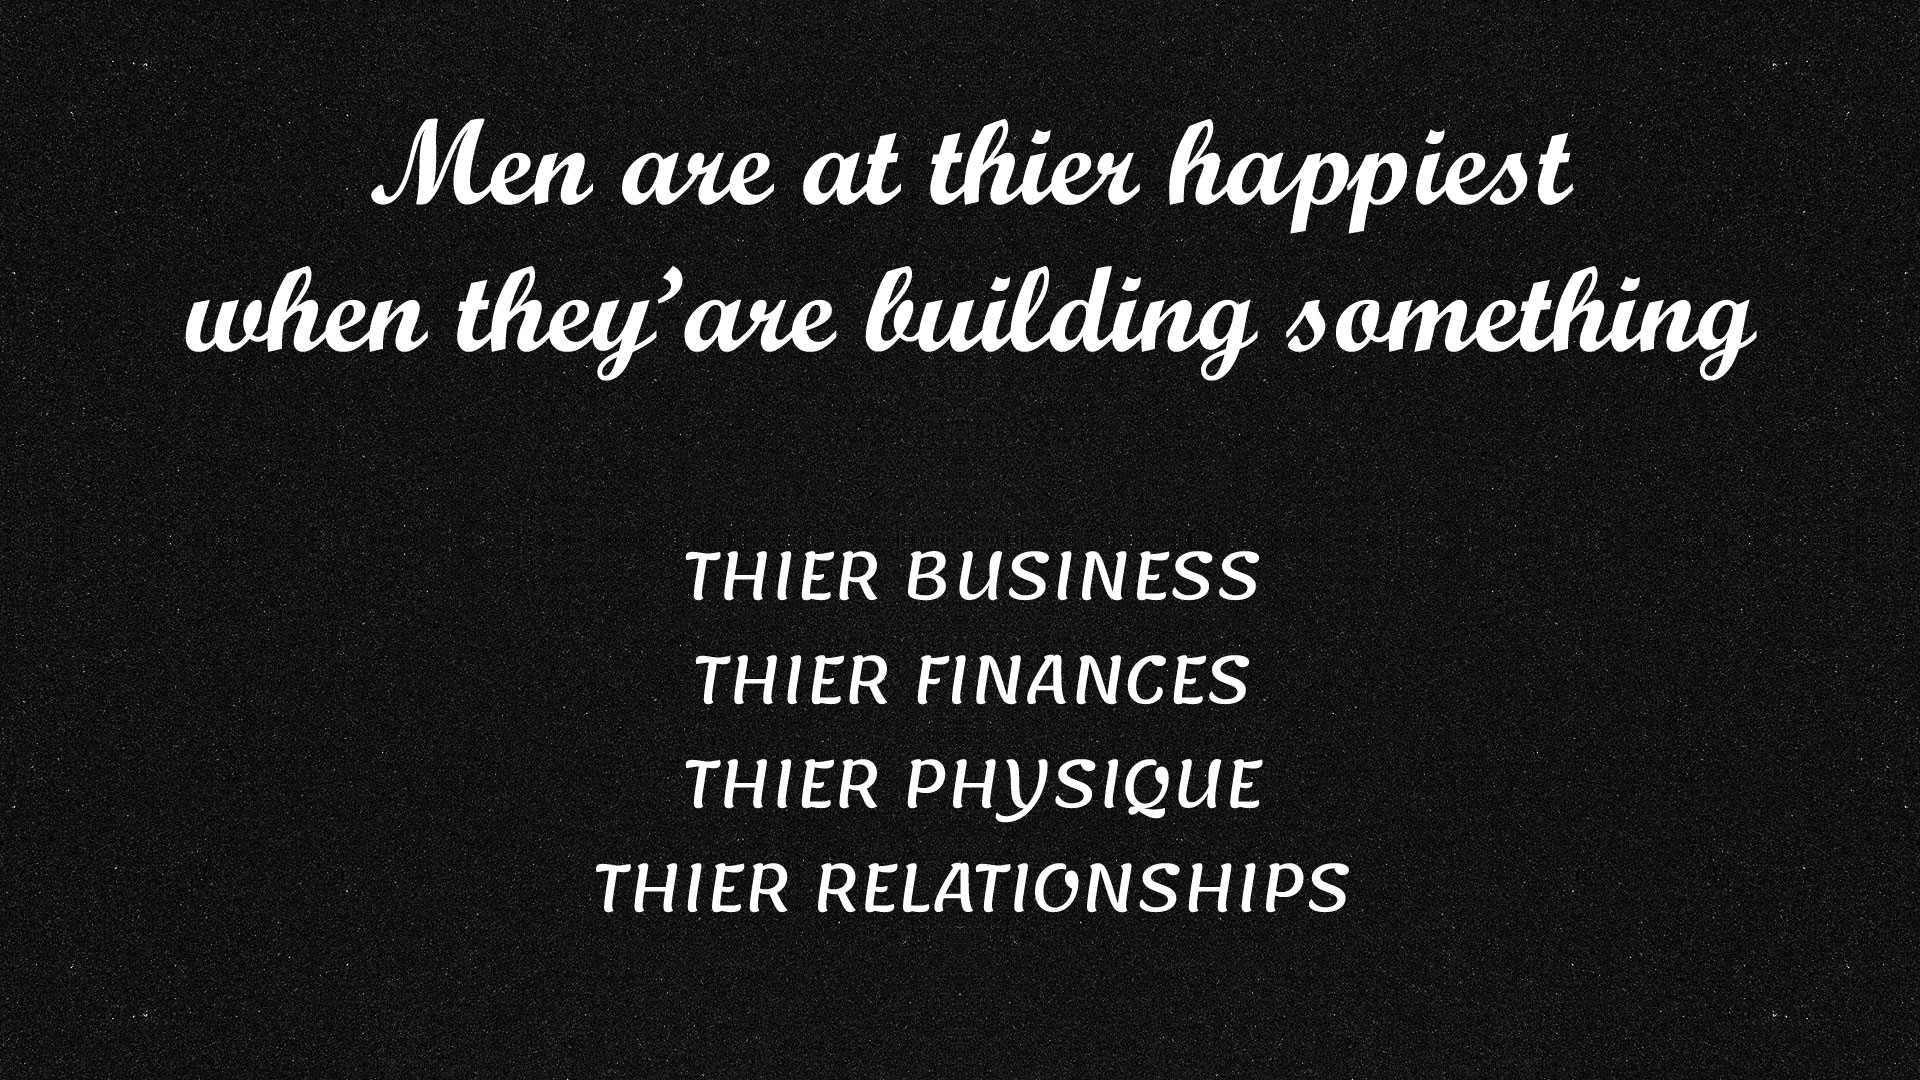 Men are at thier happiest
when they’are building something
THIER BUSINESS
THIER FINANCES
THIER PHYSIQUE
THIER RELATIONSHIPS